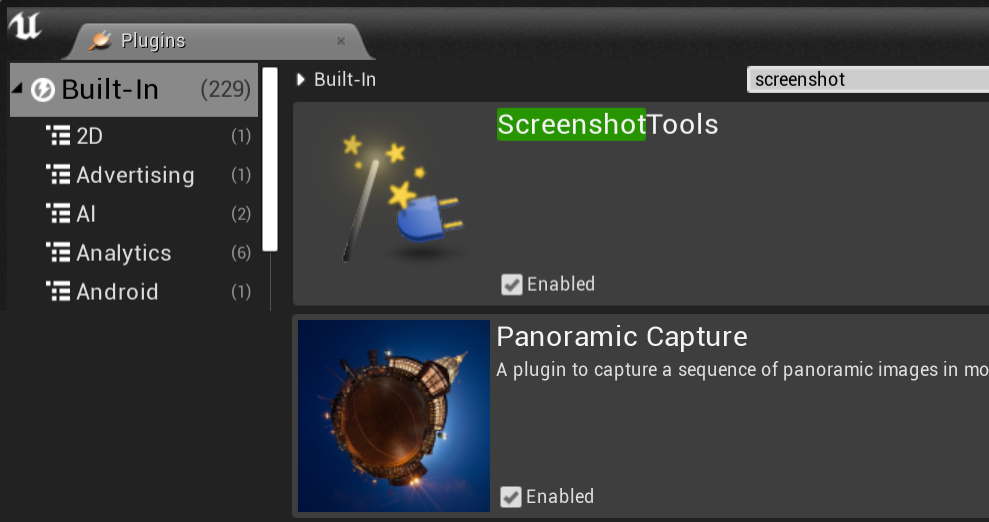 Plugins
Built-In (229)
2D (1)
Advertising (1)
AI (2)
Analytics (6)
Android (1)
Built-In
screenshot
ScreenshotTools
Enabled
Panoramic Capture
A plugin to capture a sequence of panoramic images in mo
Enabled